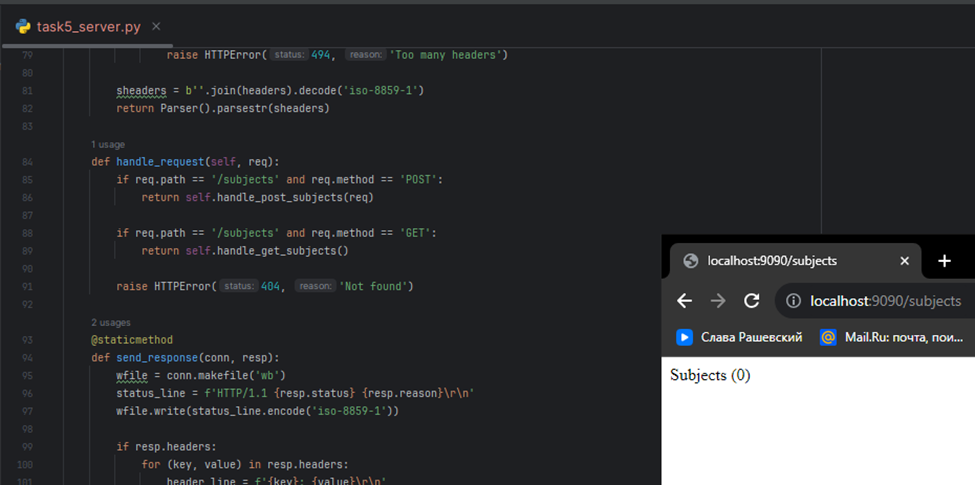 task5_server.py
79 raise HTTPError( status: 494, reason: 'Too many headers')
80
81 sheaders = b''.join(headers).decode('iso-8859-1')
82 return Parser().parsestr(sheaders)
83
1 usage
84 def handle_request(self, req):
85 if req.path == '/subjects' and req.method == 'POST':
86 return self.handle_post_subjects(req)
87
88 if req.path == '/subjects' and req.method == 'GET':
89 return self.handle_get_subjects()
90
91 raise HTTPError( status: 404, reason: 'Not found')
92
2 usages
93 @staticmethod
94 def send_response(conn, resp):
95 wfile = conn.makefile('wb')
96 status_line = f'HTTP/1.1 {resp.status} {resp.reason}\r\n'
97 wfile.write(status_line.encode('iso-8859-1'))
98
99 if resp.headers:
100 for (key, value) in resp.headers:
101 header_line = f'{key}: {value}\r\n'
localhost:9090/subjects
localhost:9090/subjects
Слава Рашевский Mail.Ru: почта, пои...
Subjects (0)